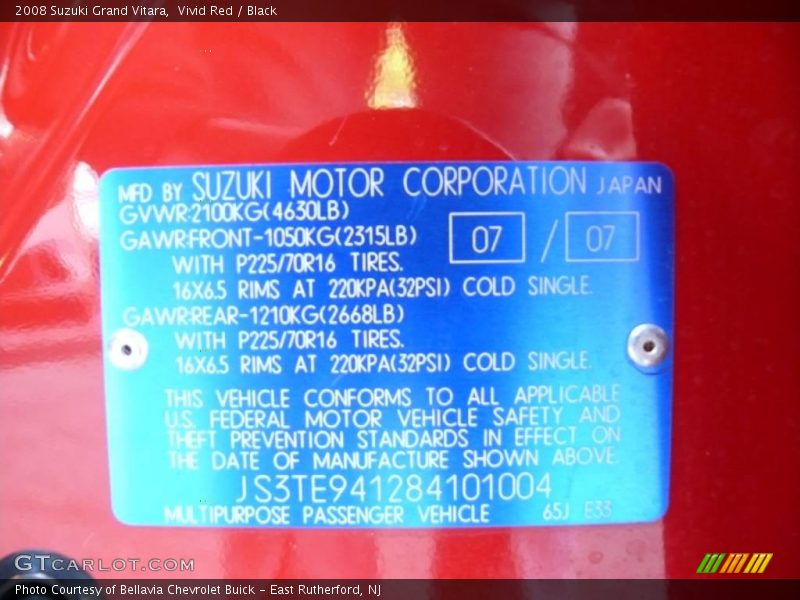 2008 Suzuki Grand Vitara, Vivid Red / Black
MFD BY SUZUKI MOTOR CORPORATION JAPAN
GVWR:2100KG(4630LB)
GAWR:FRONT-1050KG(2315LB) 07 / 07
WITH P225/70R16 TIRES.
16X6.5 RIMS AT 220KPA(32PSI) COLD SINGLE.
GAWR:REAR-1210KG(2668LB)
WITH P225/70R16 TIRES.
16X6.5 RIMS AT 220KPA(32PSI) COLD SINGLE.
THIS VEHICLE CONFORMS TO ALL APPLICABLE
U.S. FEDERAL MOTOR VEHICLE SAFETY AND
THEFT PREVENTION STANDARDS IN EFFECT ON
THE DATE OF MANUFACTURE SHOWN ABOVE.
JS3TE941284101004
MULTIPURPOSE PASSENGER VEHICLE 65J E33
GTCARLOT.COM
Photo Courtesy of Bellavia Chevrolet Buick - East Rutherford, NJ